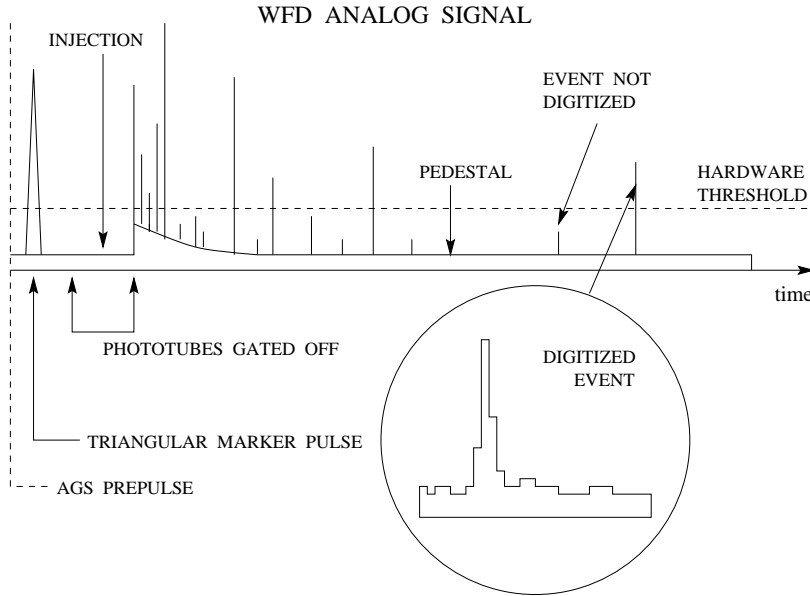 WFD ANALOG SIGNAL
INJECTION
EVENT NOT
DIGITIZED
PEDESTAL
HARDWARE
THRESHOLD
time
PHOTOTUBES GATED OFF
DIGITIZED
EVENT
TRIANGULAR MARKER PULSE
AGS PREPULSE